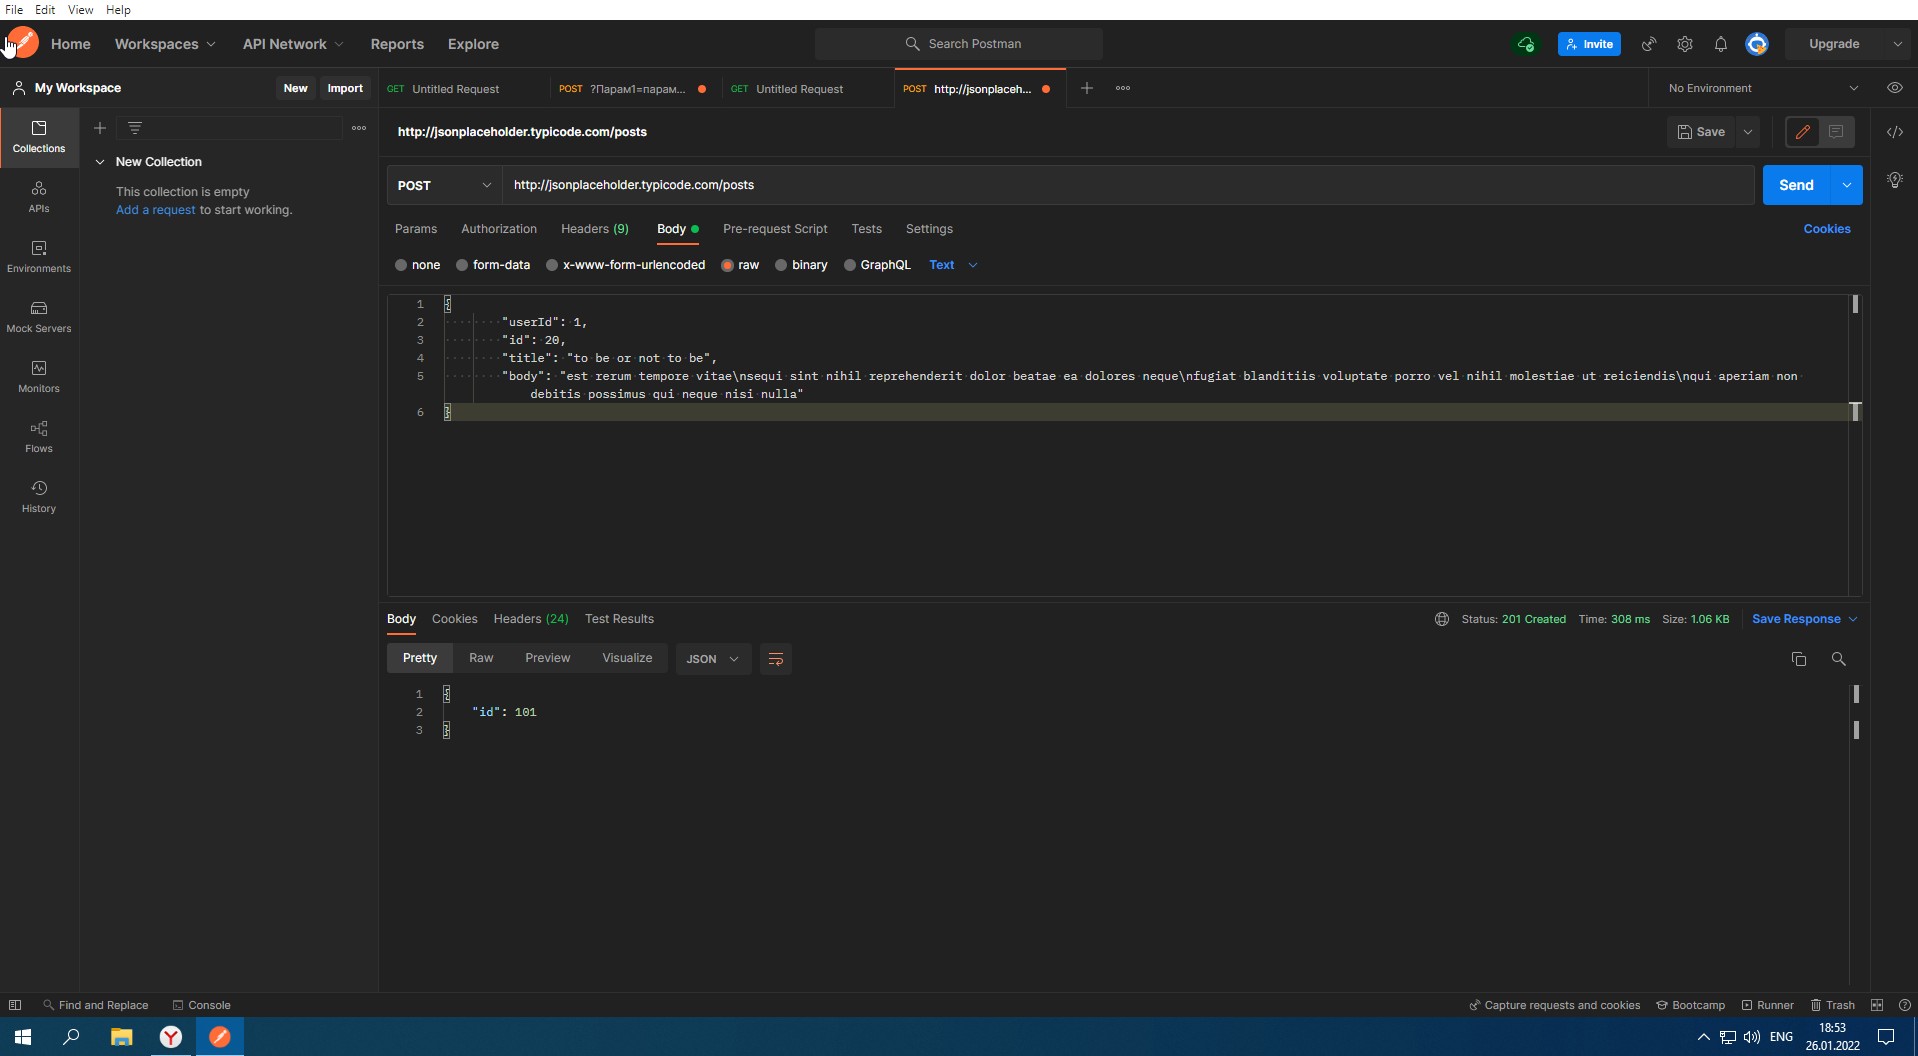 File Edit View Help
Home Workspaces API Network Reports Explore Search Postman Invite Upgrade
My Workspace New Import GET Untitled Request POST ?Парам1=парам... GET Untitled Request POST http://jsonplaceh... No Environment
http://jsonplaceholder.typicode.com/posts Save
Collections
New Collection
This collection is empty
Add a request to start working.
APIs
Environments
Mock Servers
Monitors
Flows
History
POST http://jsonplaceholder.typicode.com/posts Send
Params Authorization Headers (9) Body Pre-request Script Tests Settings Cookies
none form-data x-www-form-urlencoded raw binary GraphQL Text
1 {
2 "userId": 1,
3 "id": 20,
4 "title": "to be or not to be",
5 "body": "est rerum tempore vitae\nsequi sint nihil reprehenderit dolor beatae ea dolores neque\nfugiat blanditiis voluptate porro vel nihil molestiae ut reiciendis\nqui aperiam non
debitis possimus qui neque nisi nulla"
6 }
Body Cookies Headers (24) Test Results Status: 201 Created Time: 308 ms Size: 1.06 KB Save Response
Pretty Raw Preview Visualize JSON
1 {
2 "id": 101
3 }
Find and Replace Console Capture requests and cookies Bootcamp Runner Trash
ENG 18:53
26.01.2022